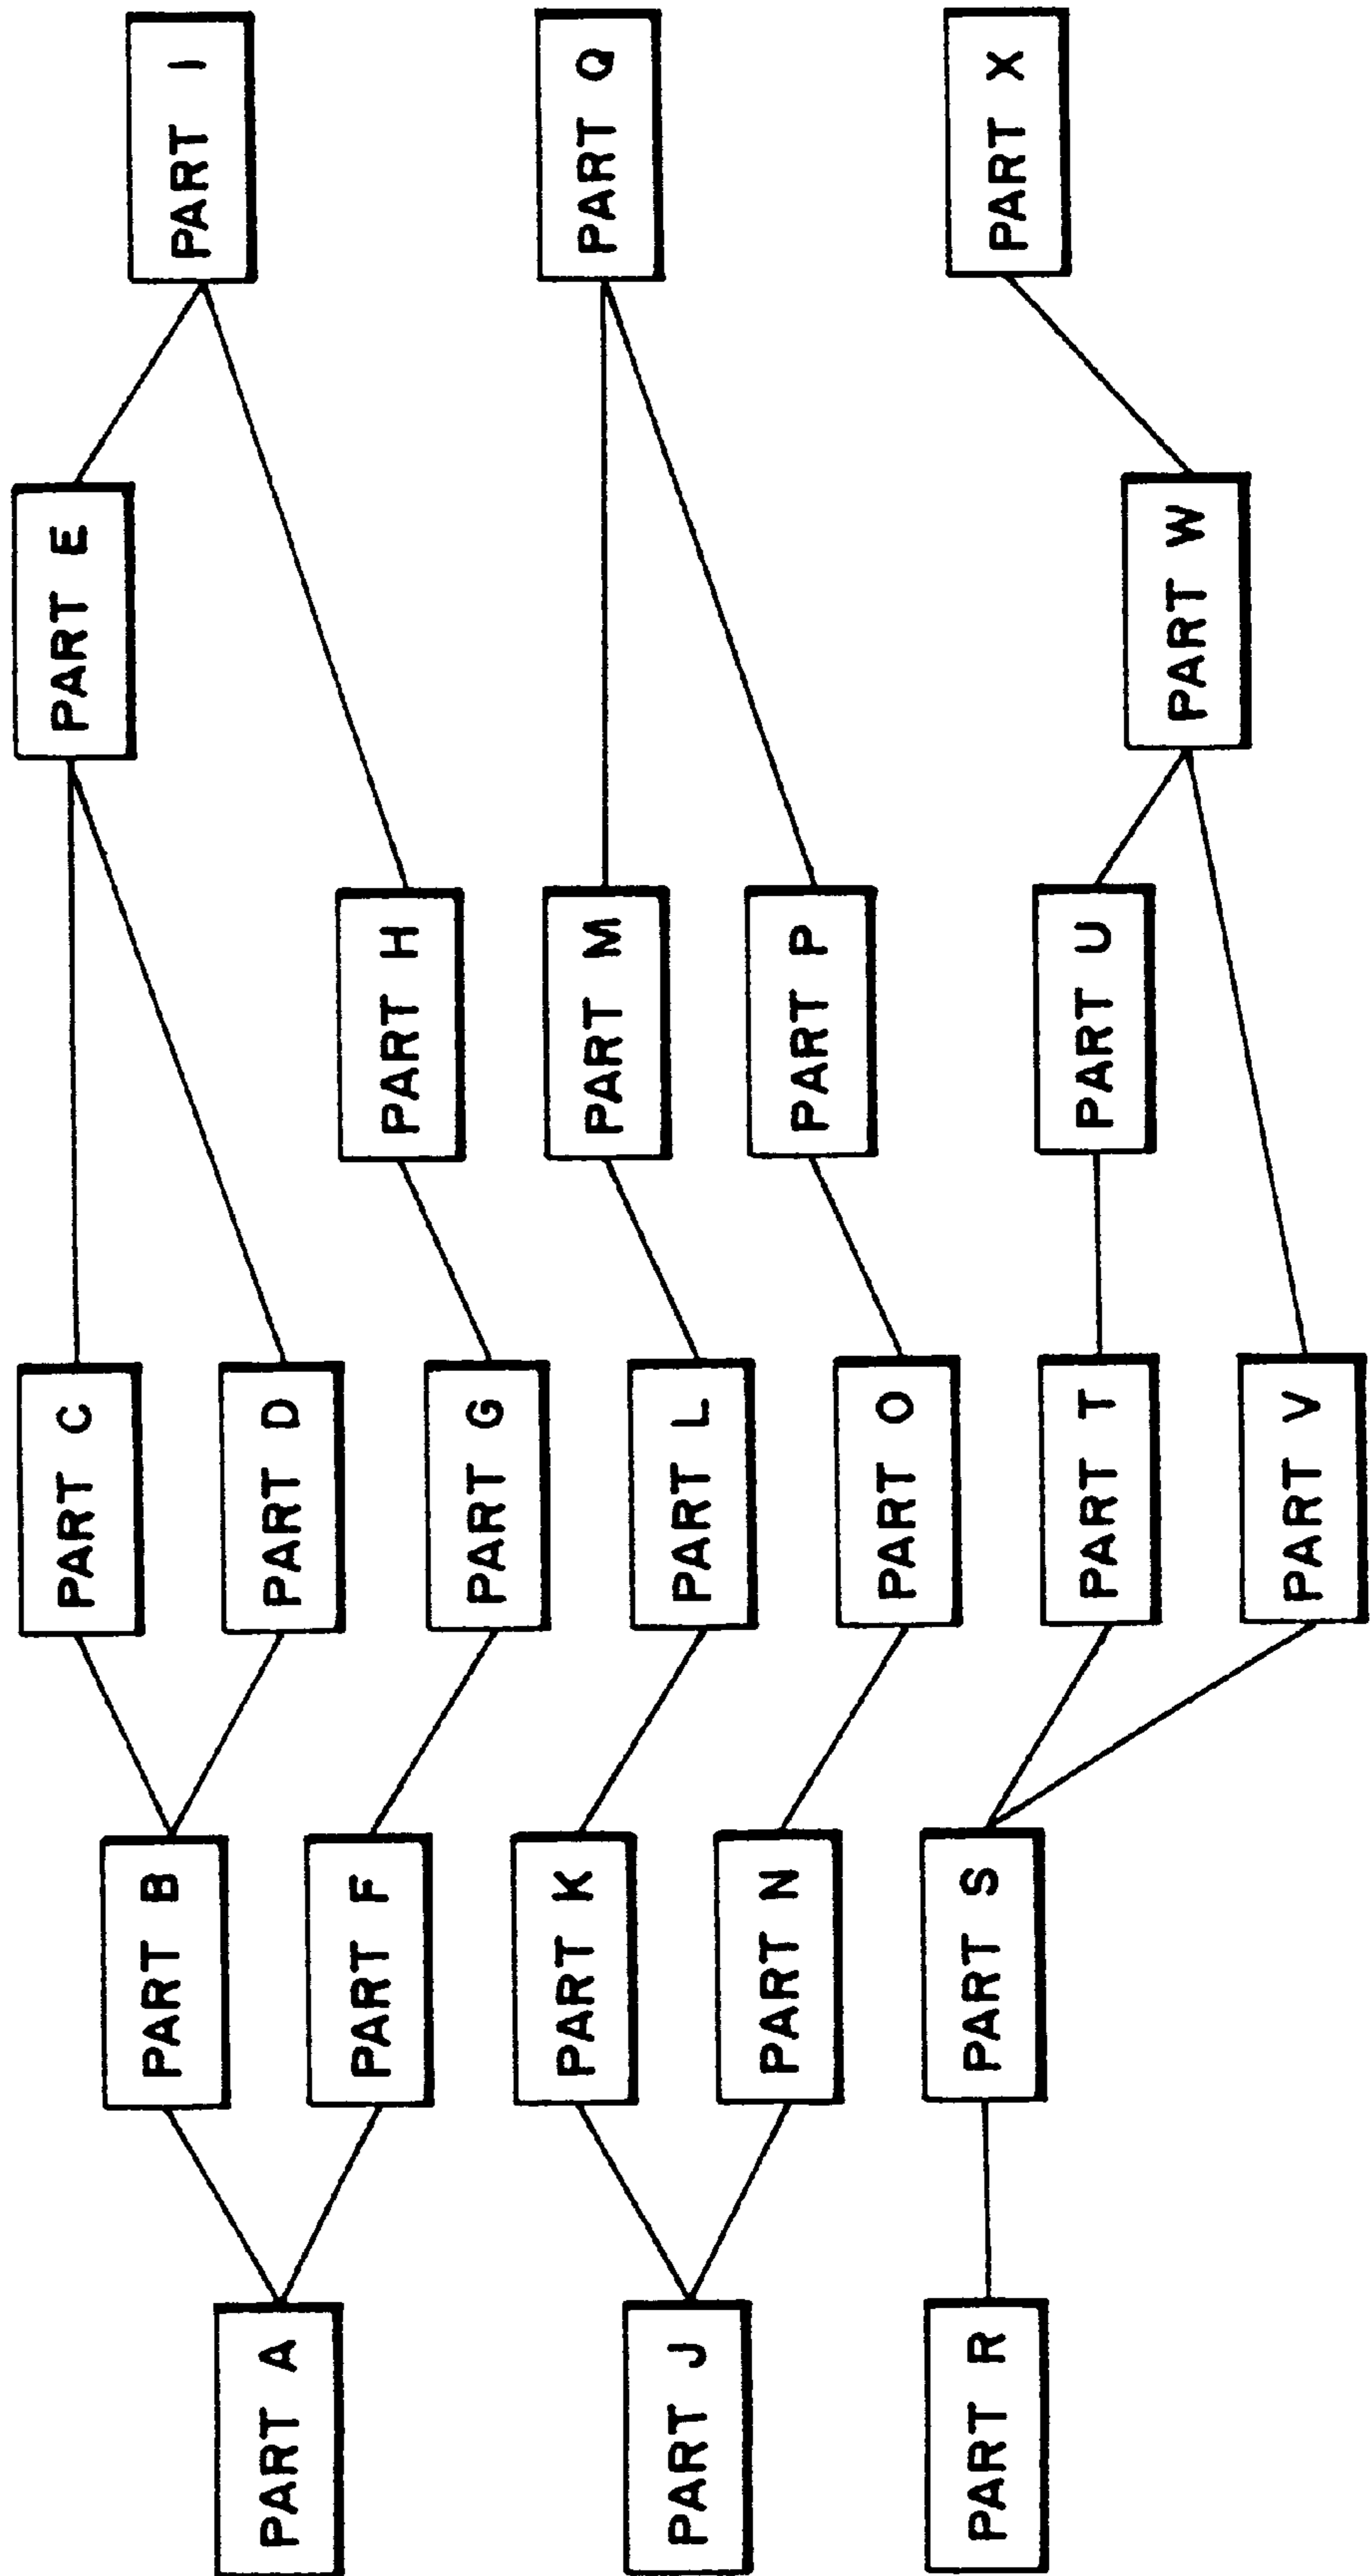 PART A
PART B
PART C
PART D
PART E
PART F
PART G
PART H
PART I
PART J
PART K
PART L
PART M
PART N
PART O
PART P
PART Q
PART R
PART S
PART T
PART U
PART V
PART W
PART X